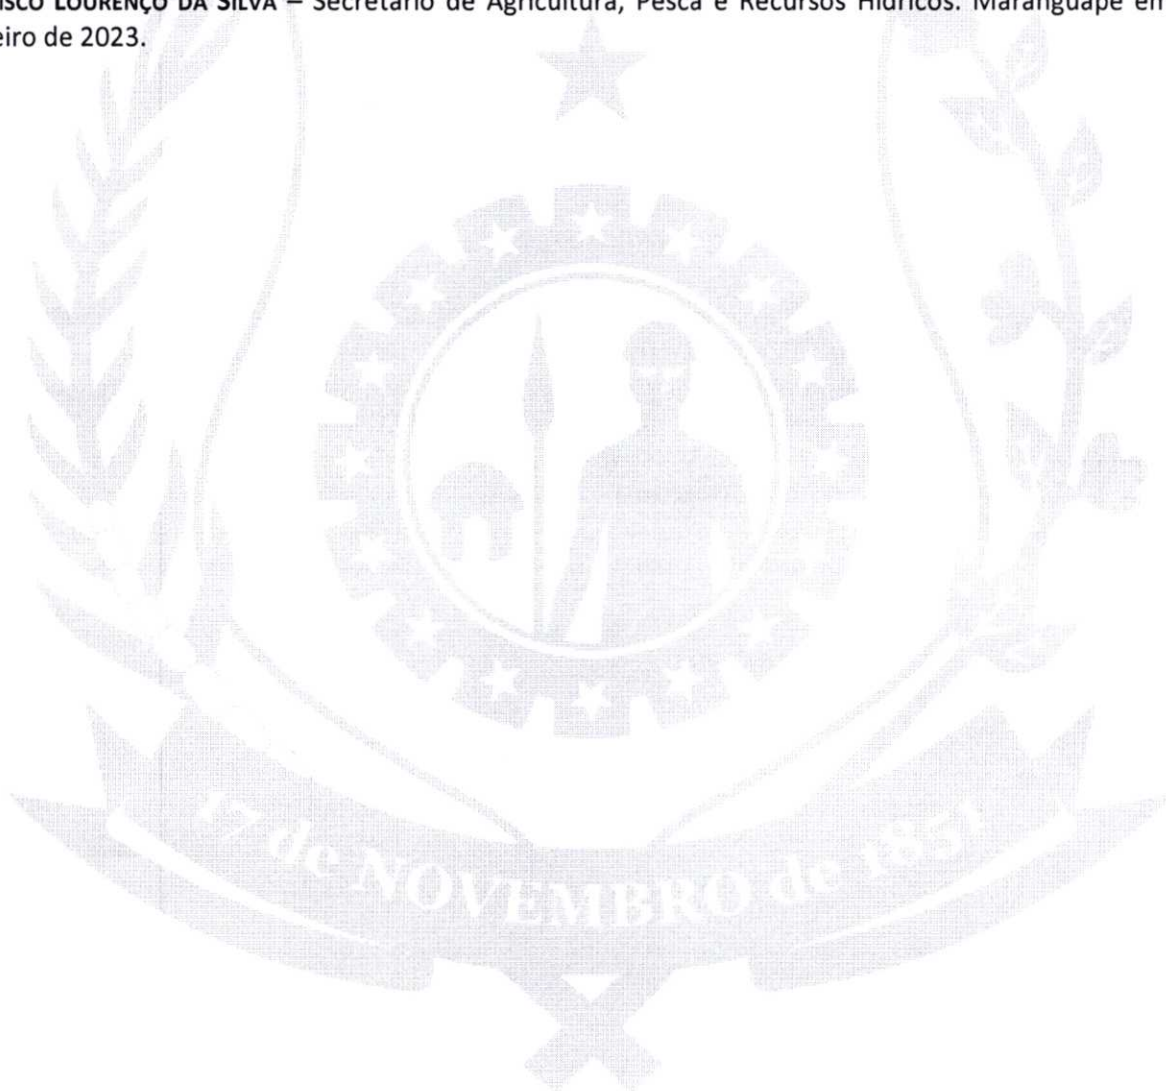 ISCO LOURENÇO DA SILVA – Secretário de Agricultura, Pesca e Recursos Hídricos. Maranguape em
eiro de 2023.
17 de NOVEMBRO de 1851